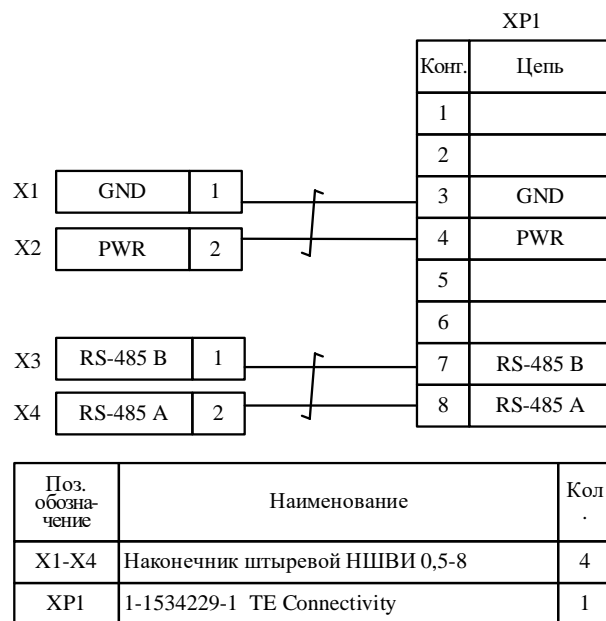 XP1
Конт. Цепь
1
2
X1 GND 1 3 GND
X2 PWR 2 4 PWR
5
6
X3 RS-485 B 1 7 RS-485 B
X4 RS-485 A 2 8 RS-485 A
Поз. обозна- чение Наименование Кол .
X1-X4 Наконечник штыревой НШВИ 0,5-8 4
XP1 1-1534229-1 TE Connectivity 1